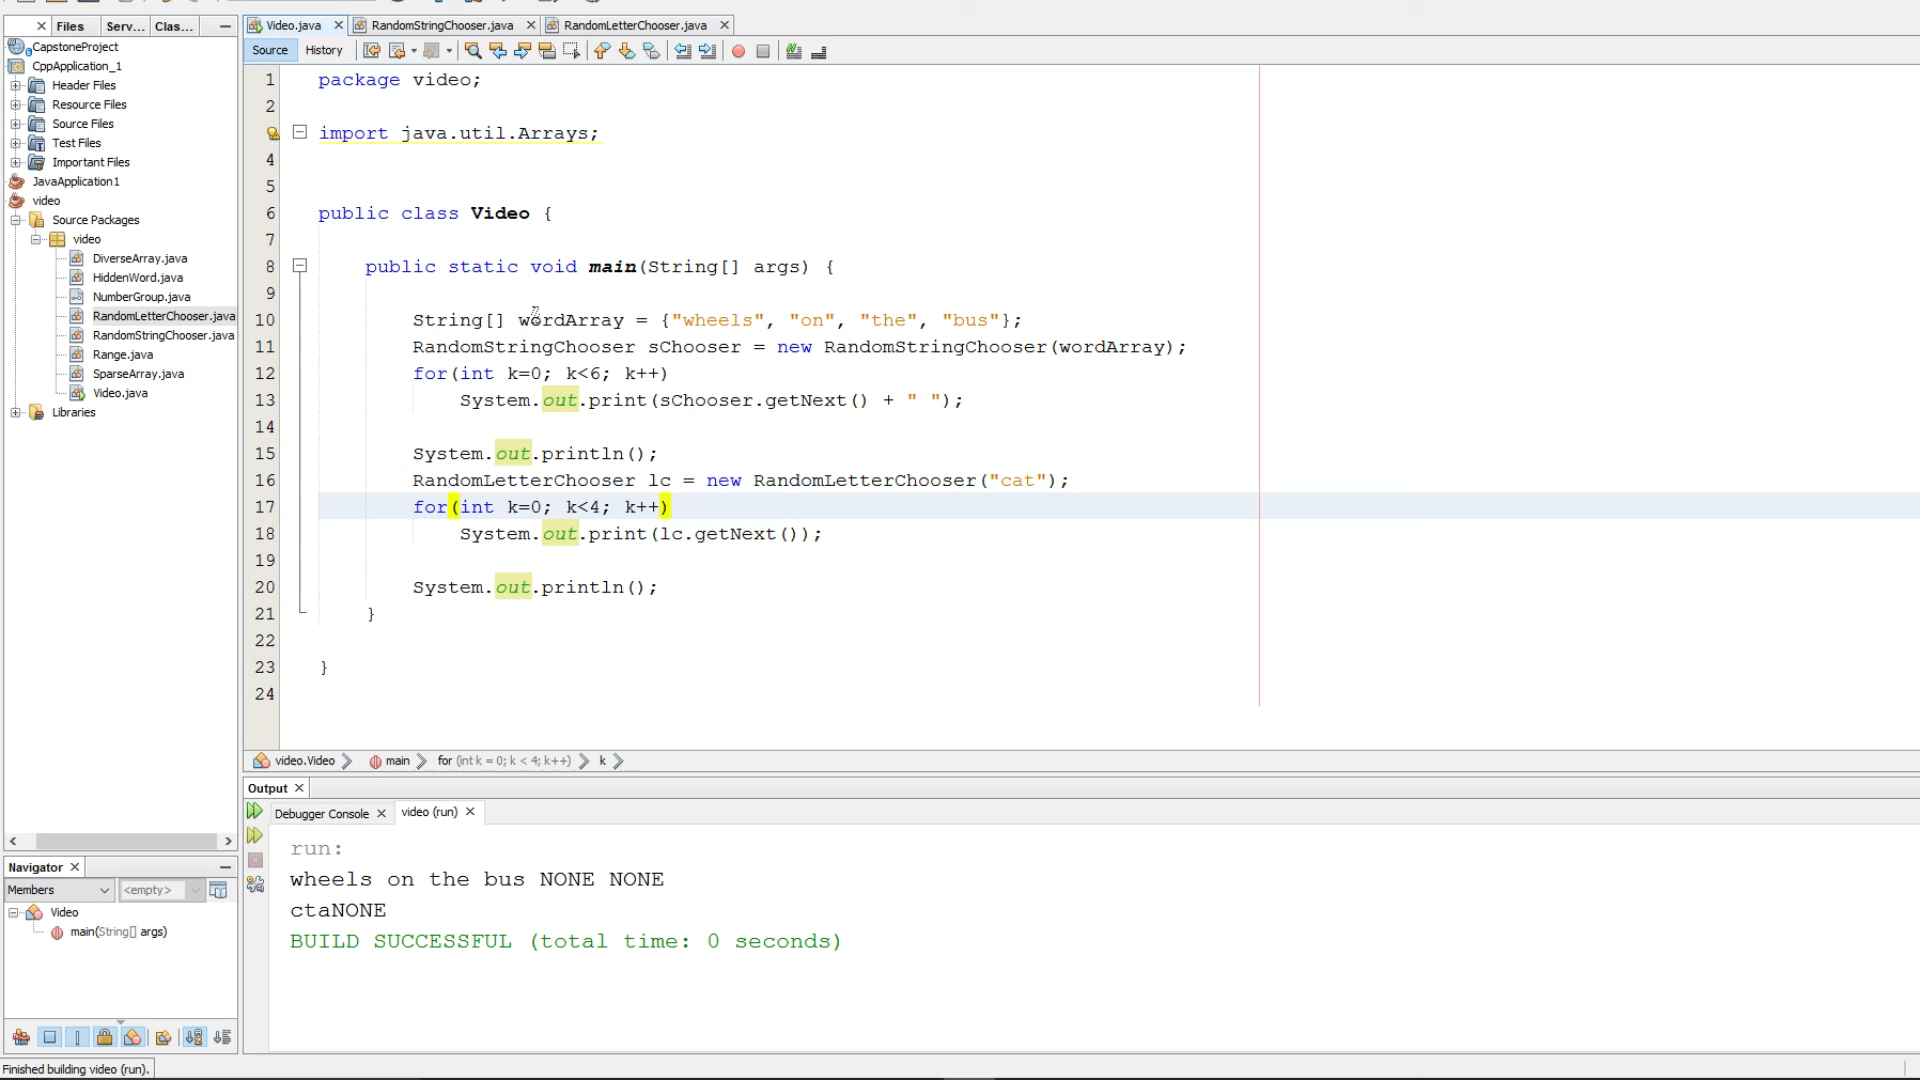 Files Serv... Clas...
CapstoneProject
CppApplication_1
Header Files
Resource Files
Source Files
Test Files
Important Files
JavaApplication1
video
Source Packages
video
DiverseArray.java
HiddenWord.java
NumberGroup.java
RandomLetterChooser.java
RandomStringChooser.java
Range.java
SparseArray.java
Video.java
Libraries
Navigator
Members <empty>
Video
main(String[] args)
Video.java RandomStringChooser.java RandomLetterChooser.java
Source History
1 package video;
2
import java.util.Arrays;
4
5
6 public class Video {
7
8 public static void main(String[] args) {
9
10 String[] wordArray = {"wheels", "on", "the", "bus"};
11 RandomStringChooser sChooser = new RandomStringChooser(wordArray);
12 for(int k=0; k<6; k++)
13 System.out.print(sChooser.getNext() + " ");
14
15 System.out.println();
16 RandomLetterChooser lc = new RandomLetterChooser("cat");
17 for(int k=0; k<4; k++)
18 System.out.print(lc.getNext());
19
20 System.out.println();
21 }
22
23 }
24
video.Video main for (int k = 0; k < 4; k++) k
Output
Debugger Console video (run)
run:
wheels on the bus NONE NONE
ctaNONE
BUILD SUCCESSFUL (total time: 0 seconds)
Finished building video (run).